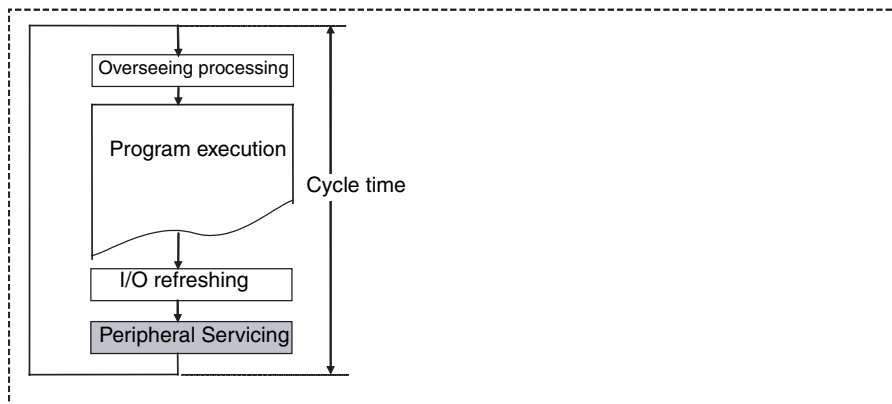 Overseeing processing
Program execution
Cycle time
I/O refreshing
Peripheral Servicing